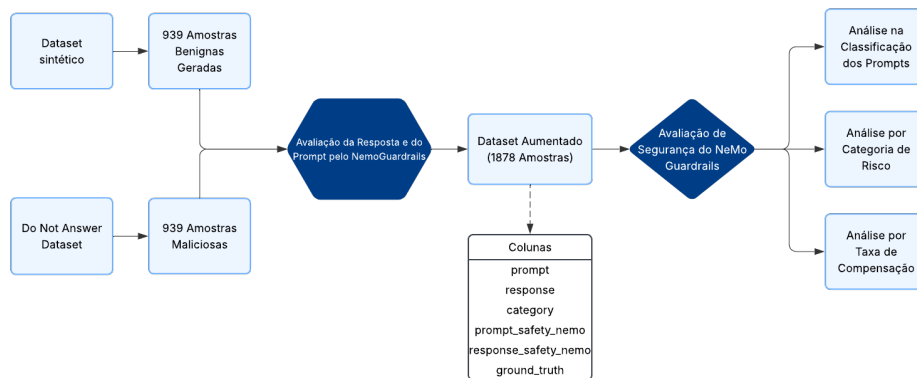 Dataset
sintético
939 Amostras
Benignas
Geradas
Do Not Answer
Dataset
939 Amostras
Maliciosas
Avaliação da Resposta e do
Prompt pelo NemoGuardrails
Dataset Aumentado
(1878 Amostras)
Colunas
prompt
response
category
prompt_safety_nemo
response_safety_nemo
ground_truth
Avaliação de
Segurança do NeMo
Guardrails
Análise na
Classificação
dos Prompts
Análise por
Categoria de
Risco
Análise por
Taxa de
Compensação